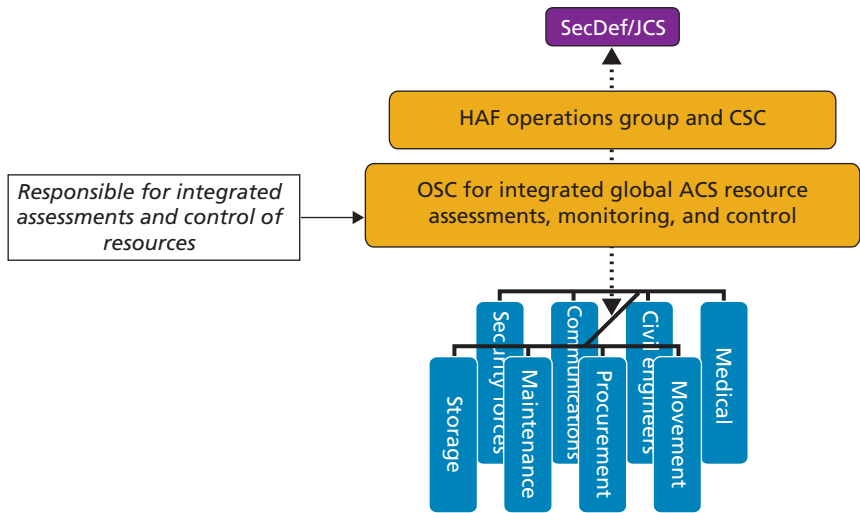 SecDef/JCS
HAF operations group and CSC
Responsible for integrated
assessments and control of
resources
OSC for integrated global ACS resource
assessments, monitoring, and control
Security forces
Communications
Civil engineers
Medical
Storage
Maintenance
Procurement
Movement